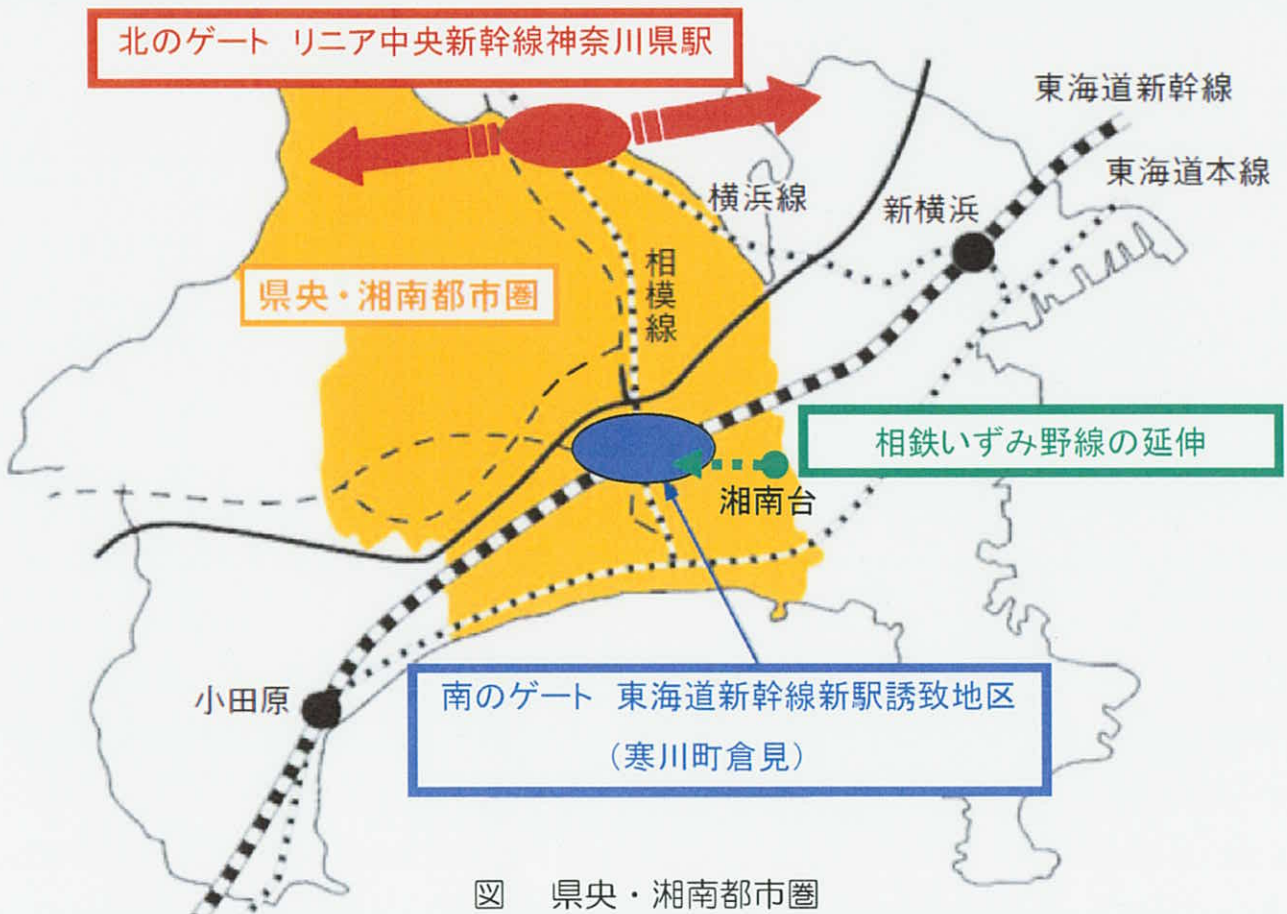 北のゲート リニア中央新幹線神奈川県駅
東海道新幹線
東海道本線
横浜線
新横浜
相模線
県央・湘南都市圏
相鉄いずみ野線の延伸
湘南台
小田原
南のゲート 東海道新幹線新駅誘致地区
(寒川町倉見)
図 県央・湘南都市圏